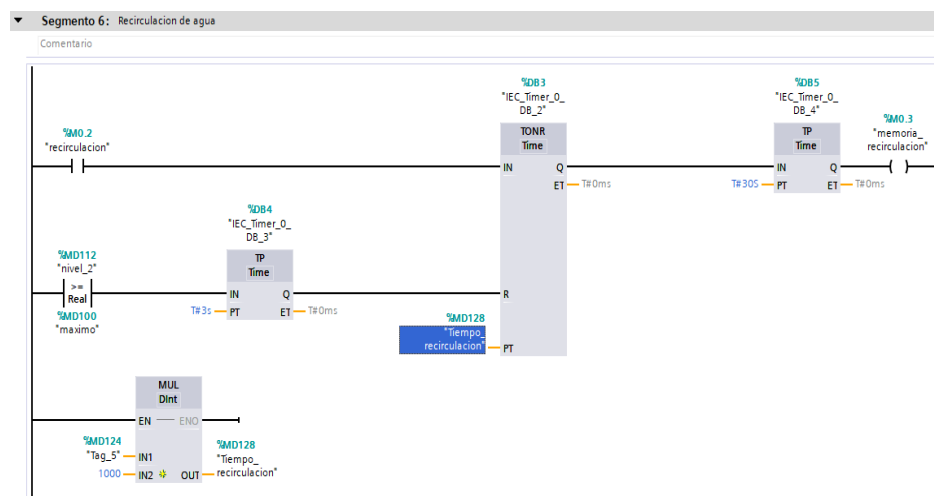 Segmento 6: Recirculacion de agua
Comentario
%DB3
"IEC_Timer_0_
DB_2"
TONR
Time
IN Q
ET T#0ms
R
PT
%DB5
"IEC_Timer_0_
DB_4"
TP
Time
IN Q
T#30S PT ET T#0ms
%M0.3
"memoria_
recirculacion"
%M0.2
"recirculacion"
%DB4
"IEC_Timer_0_
DB_3"
TP
Time
IN Q
T#3s PT ET T#0ms
%MD112
"nivel_2"
>=
Real
%MD100
"maximo"
%MD128
"Tiempo_
recirculacion"
MUL
DInt
EN ENO
%MD124
"Tag_5" IN1
1000 IN2 OUT
%MD128
"Tiempo_
recirculacion"